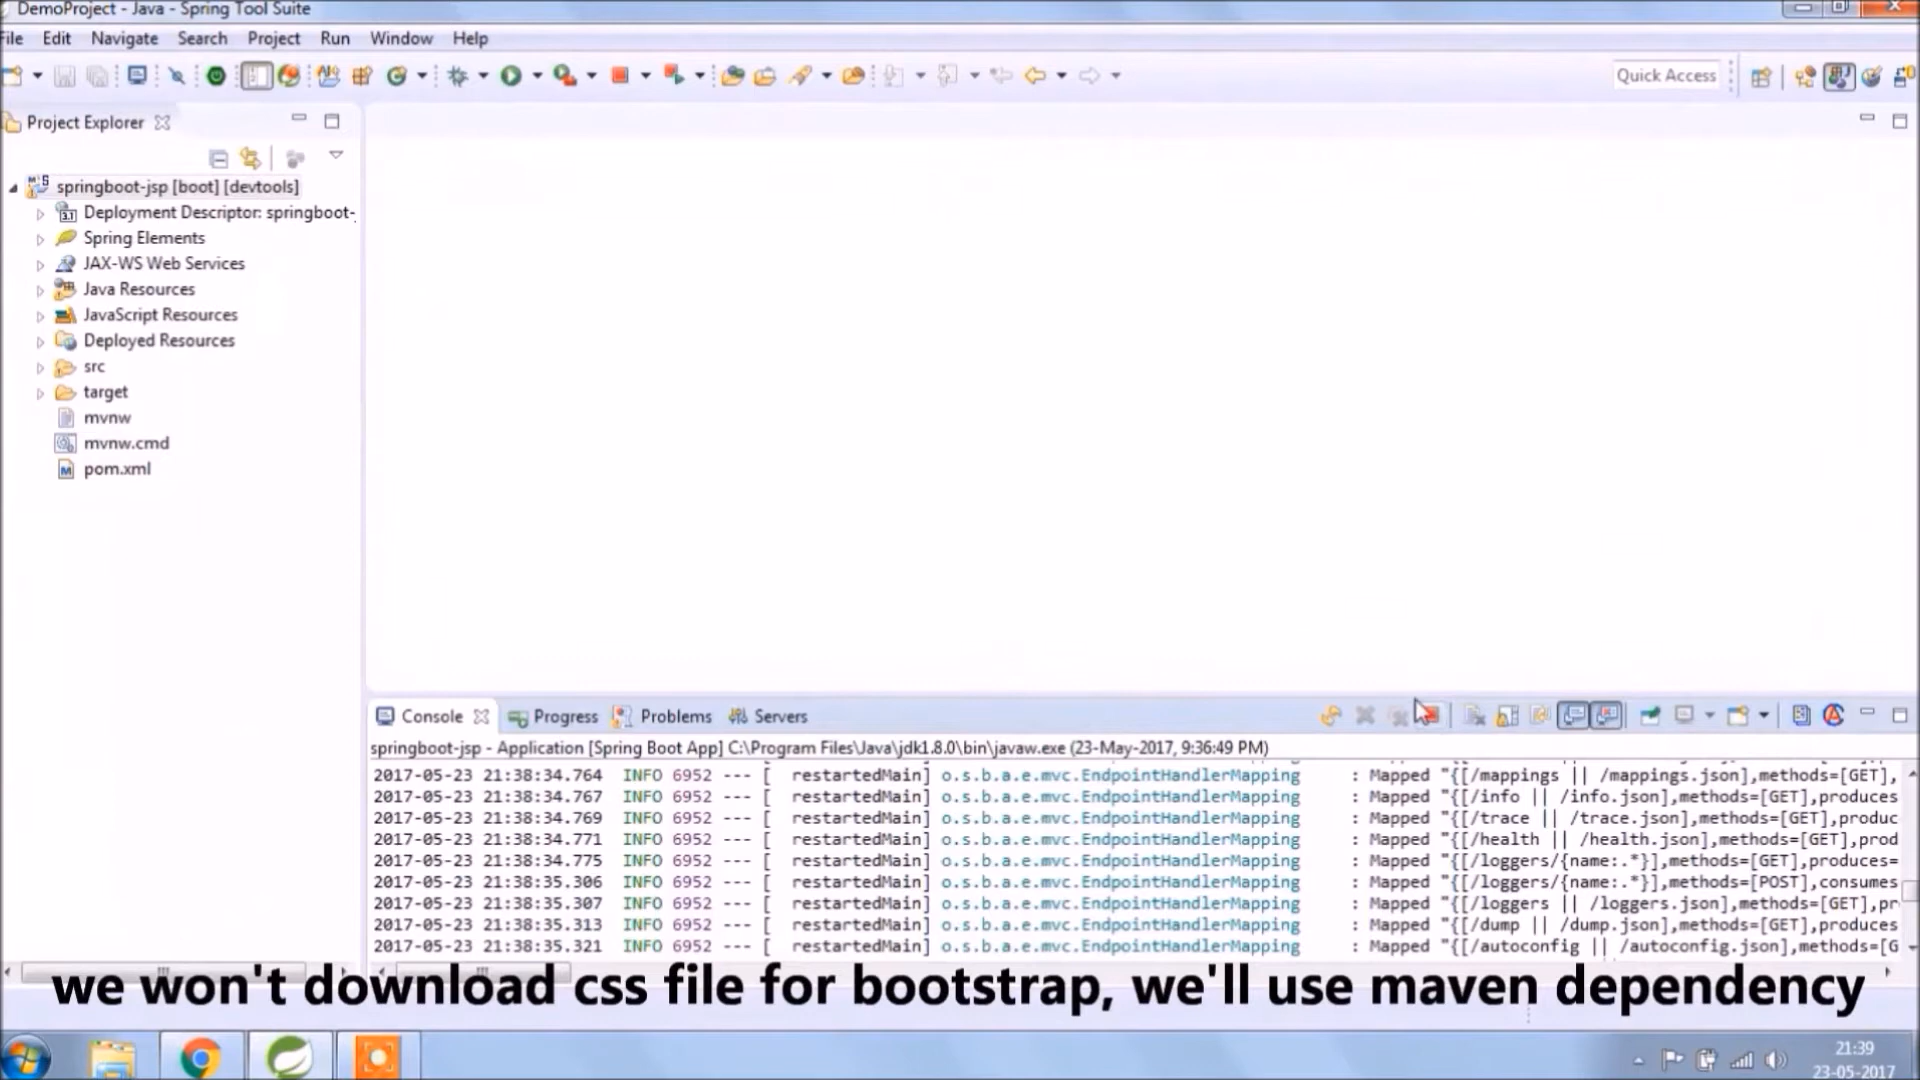 DemoProject - Java - Spring Tool Suite
File Edit Navigate Search Project Run Window Help
Quick Access
Project Explorer
springboot-jsp [boot] [devtools]
Deployment Descriptor: springboot-
Spring Elements
JAX-WS Web Services
Java Resources
JavaScript Resources
Deployed Resources
src
target
mvnw
mvnw.cmd
pom.xml
Console Progress Problems Servers
springboot-jsp - Application [Spring Boot App] C:\Program Files\Java\jdk1.8.0\bin\javaw.exe (23-May-2017, 9:36:49 PM)
2017-05-23 21:38:34.764 INFO 6952 --- [ restartedMain] o.s.b.a.e.mvc.EndpointHandlerMapping : Mapped "{[/mappings || /mappings.json],methods=[GET],
2017-05-23 21:38:34.767 INFO 6952 --- [ restartedMain] o.s.b.a.e.mvc.EndpointHandlerMapping : Mapped "{[/info || /info.json],methods=[GET],produces
2017-05-23 21:38:34.769 INFO 6952 --- [ restartedMain] o.s.b.a.e.mvc.EndpointHandlerMapping : Mapped "{[/trace || /trace.json],methods=[GET],produc
2017-05-23 21:38:34.771 INFO 6952 --- [ restartedMain] o.s.b.a.e.mvc.EndpointHandlerMapping : Mapped "{[/health || /health.json],methods=[GET],prod
2017-05-23 21:38:34.775 INFO 6952 --- [ restartedMain] o.s.b.a.e.mvc.EndpointHandlerMapping : Mapped "{[/loggers/{name:.*}],methods=[GET],produces=
2017-05-23 21:38:35.306 INFO 6952 --- [ restartedMain] o.s.b.a.e.mvc.EndpointHandlerMapping : Mapped "{[/loggers/{name:.*}],methods=[POST],consumes
2017-05-23 21:38:35.307 INFO 6952 --- [ restartedMain] o.s.b.a.e.mvc.EndpointHandlerMapping : Mapped "{[/loggers || /loggers.json],methods=[GET],pr
2017-05-23 21:38:35.313 INFO 6952 --- [ restartedMain] o.s.b.a.e.mvc.EndpointHandlerMapping : Mapped "{[/dump || /dump.json],methods=[GET],produces
2017-05-23 21:38:35.321 INFO 6952 --- [ restartedMain] o.s.b.a.e.mvc.EndpointHandlerMapping : Mapped "{[/autoconfig || /autoconfig.json],methods=[G
we won't download css file for bootstrap, we'll use maven dependency
21:39
23-05-2017